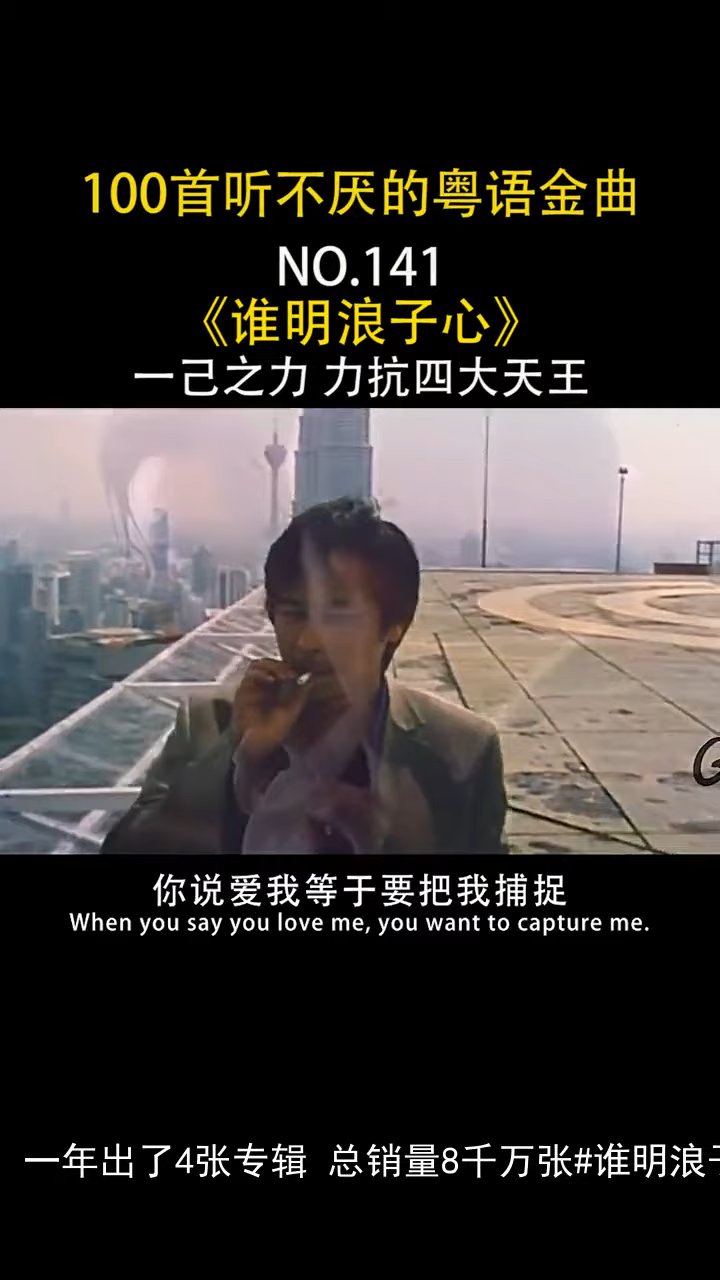 100首听不厌的粤语金曲
NO.141
《谁明浪子心》
一己之力 力抗四大天王
G
你说爱我等于要把我捕捉
When you say you love me, you want to capture me.
一年出了4张专辑 总销量8千万张#谁明浪